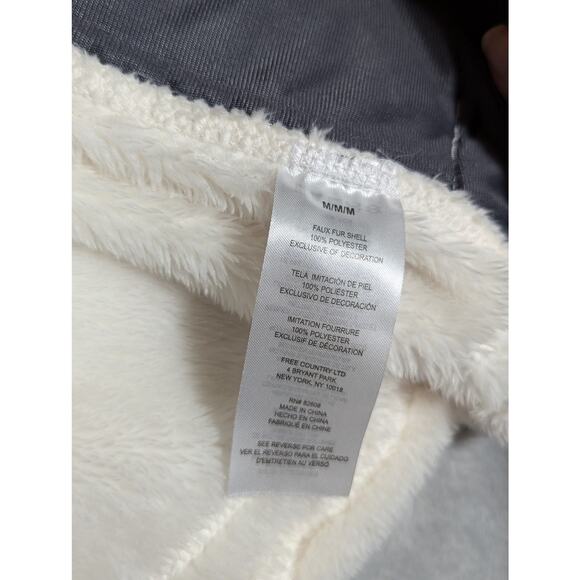 M/M/M
FAUX FUR SHELL
100% POLYESTER
EXCLUSIVE OF DECORATION
TELA IMITACIÓN DE PIEL
100% POLIÉSTER
EXCLUSIVO DE DECORACIÓN
IMITATION FOURRURE
100% POLYESTER
EXCLUSIF DE DÉCORATION
FREE COUNTRY LTD
4 BRYANT PARK
NEW YORK, NY 10018
RN# 82608
MADE IN CHINA
HECHO EN CHINA
FABRIQUÉ EN CHINE
SEE REVERSE FOR CARE
VER EL REVERSO PARA EL CUIDADO
D'EMTRETIEN AU VERSO